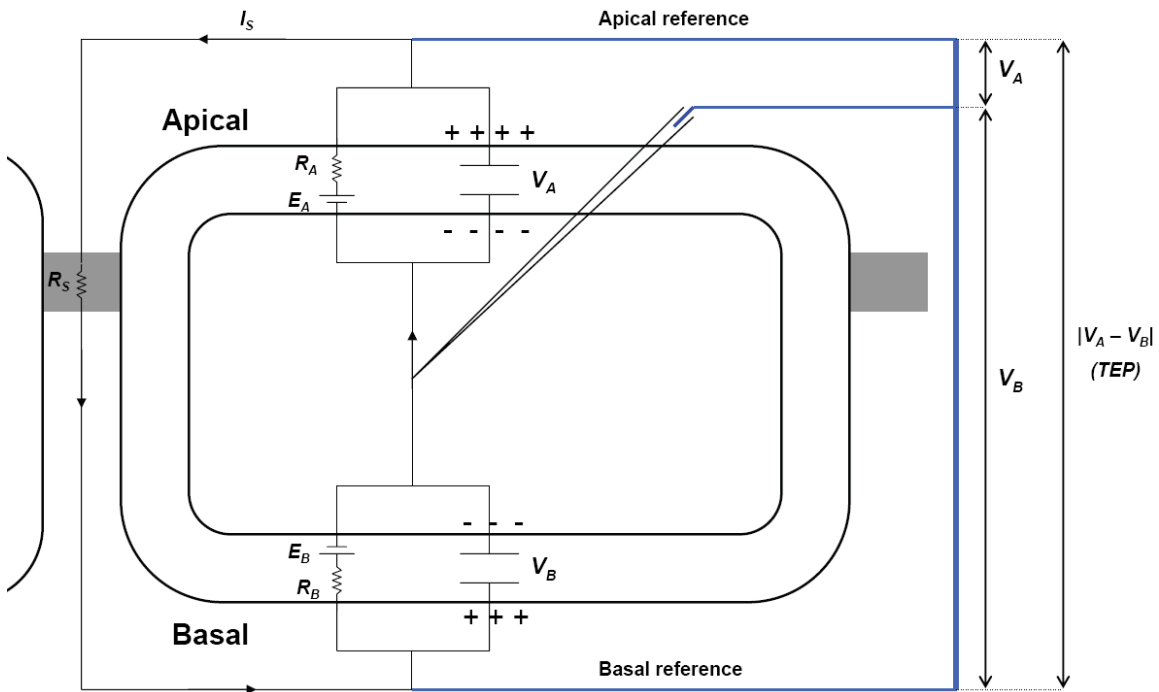 I_S
Apical reference
V_A
Apical
+ + + +
R_A
V_A
E_A
- - - -
R_S
|V_A – V_B|
(TEP)
V_B
- - -
E_B
V_B
R_B
+ + +
Basal
Basal reference